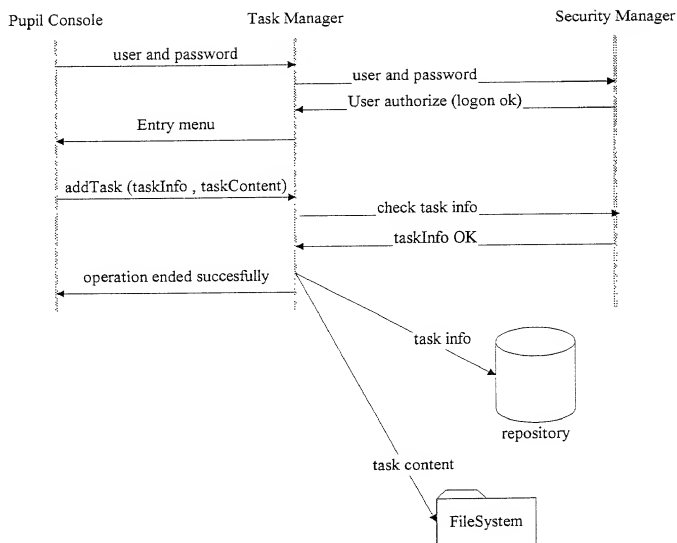 Pupil Console
Task Manager
Security Manager
user and password
user and password
User authorize (logon ok)
Entry menu
addTask (taskInfo , taskContent)
check task info
taskInfo OK
operation ended succesfully
task info
repository
task content
FileSystem